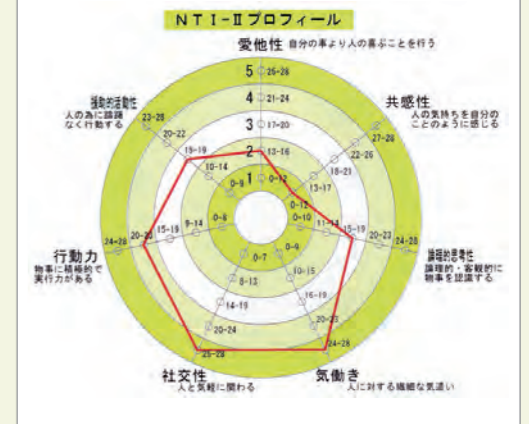 NTI-Ⅱプロフィール
愛他性 自分の事より人の喜ぶことを行う
5 25-28
4 21-24
3 17-20
2 13-16
1 0-12
共感性
人の気持ちを自分の
ことのように感じる
27-28
22-26
18-21
13-17
0-12
論理的思考性
論理的・客観的に
物事を認識する
24-28
20-23
15-19
11-14
0-10
気働き
人に対する繊細な気遣い
24-28
20-23
16-19
10-15
0-9
社交性
人と気軽に関わる
25-28
20-24
14-19
8-13
0-7
行動力
物事に積極的で
実行力がある
24-28
15-19
9-14
0-8
援助的活動性
人の為に躊躇
なく行動する
23-28
20-22
15-19
10-14
0-9